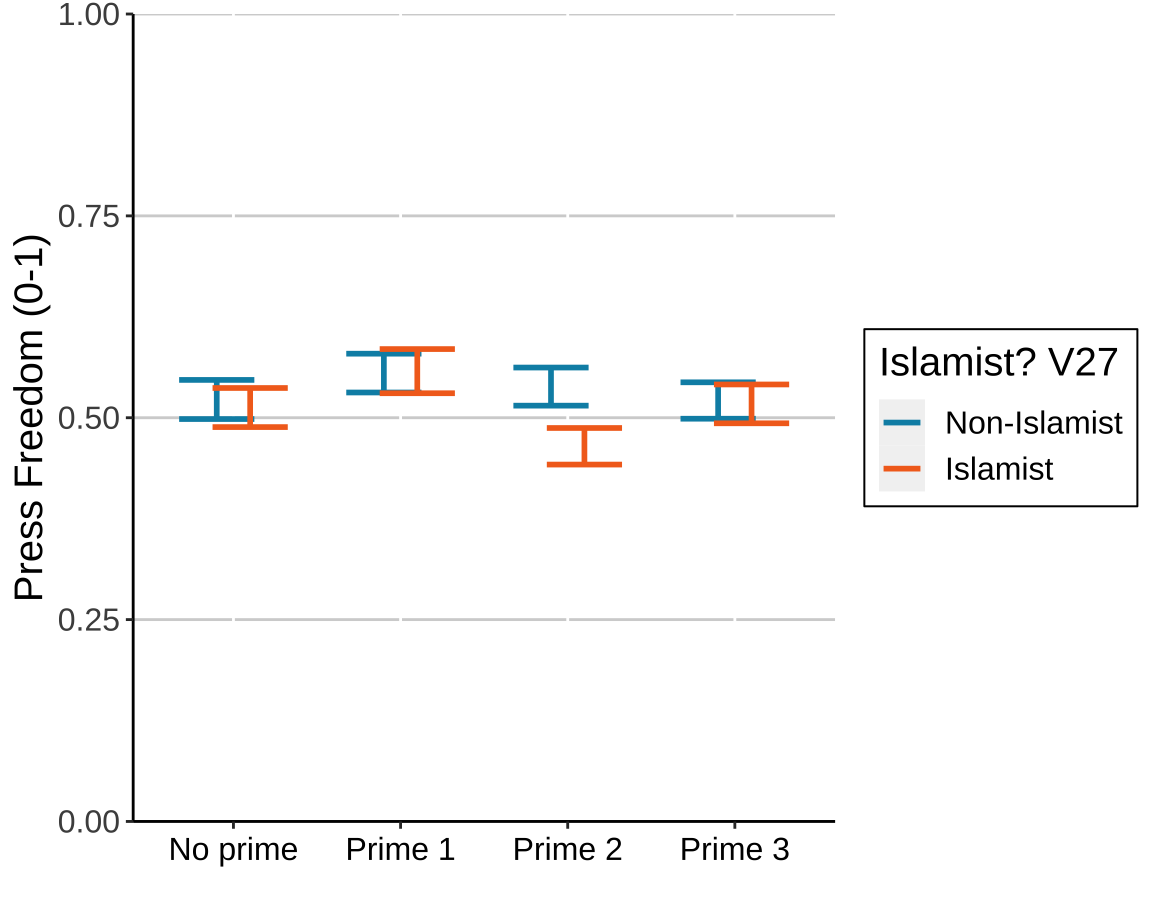 1.00
0.75
0.50
0.25
0.00
Press Freedom (0-1)
No prime Prime 1 Prime 2 Prime 3
Islamist? V27
Non-Islamist
Islamist